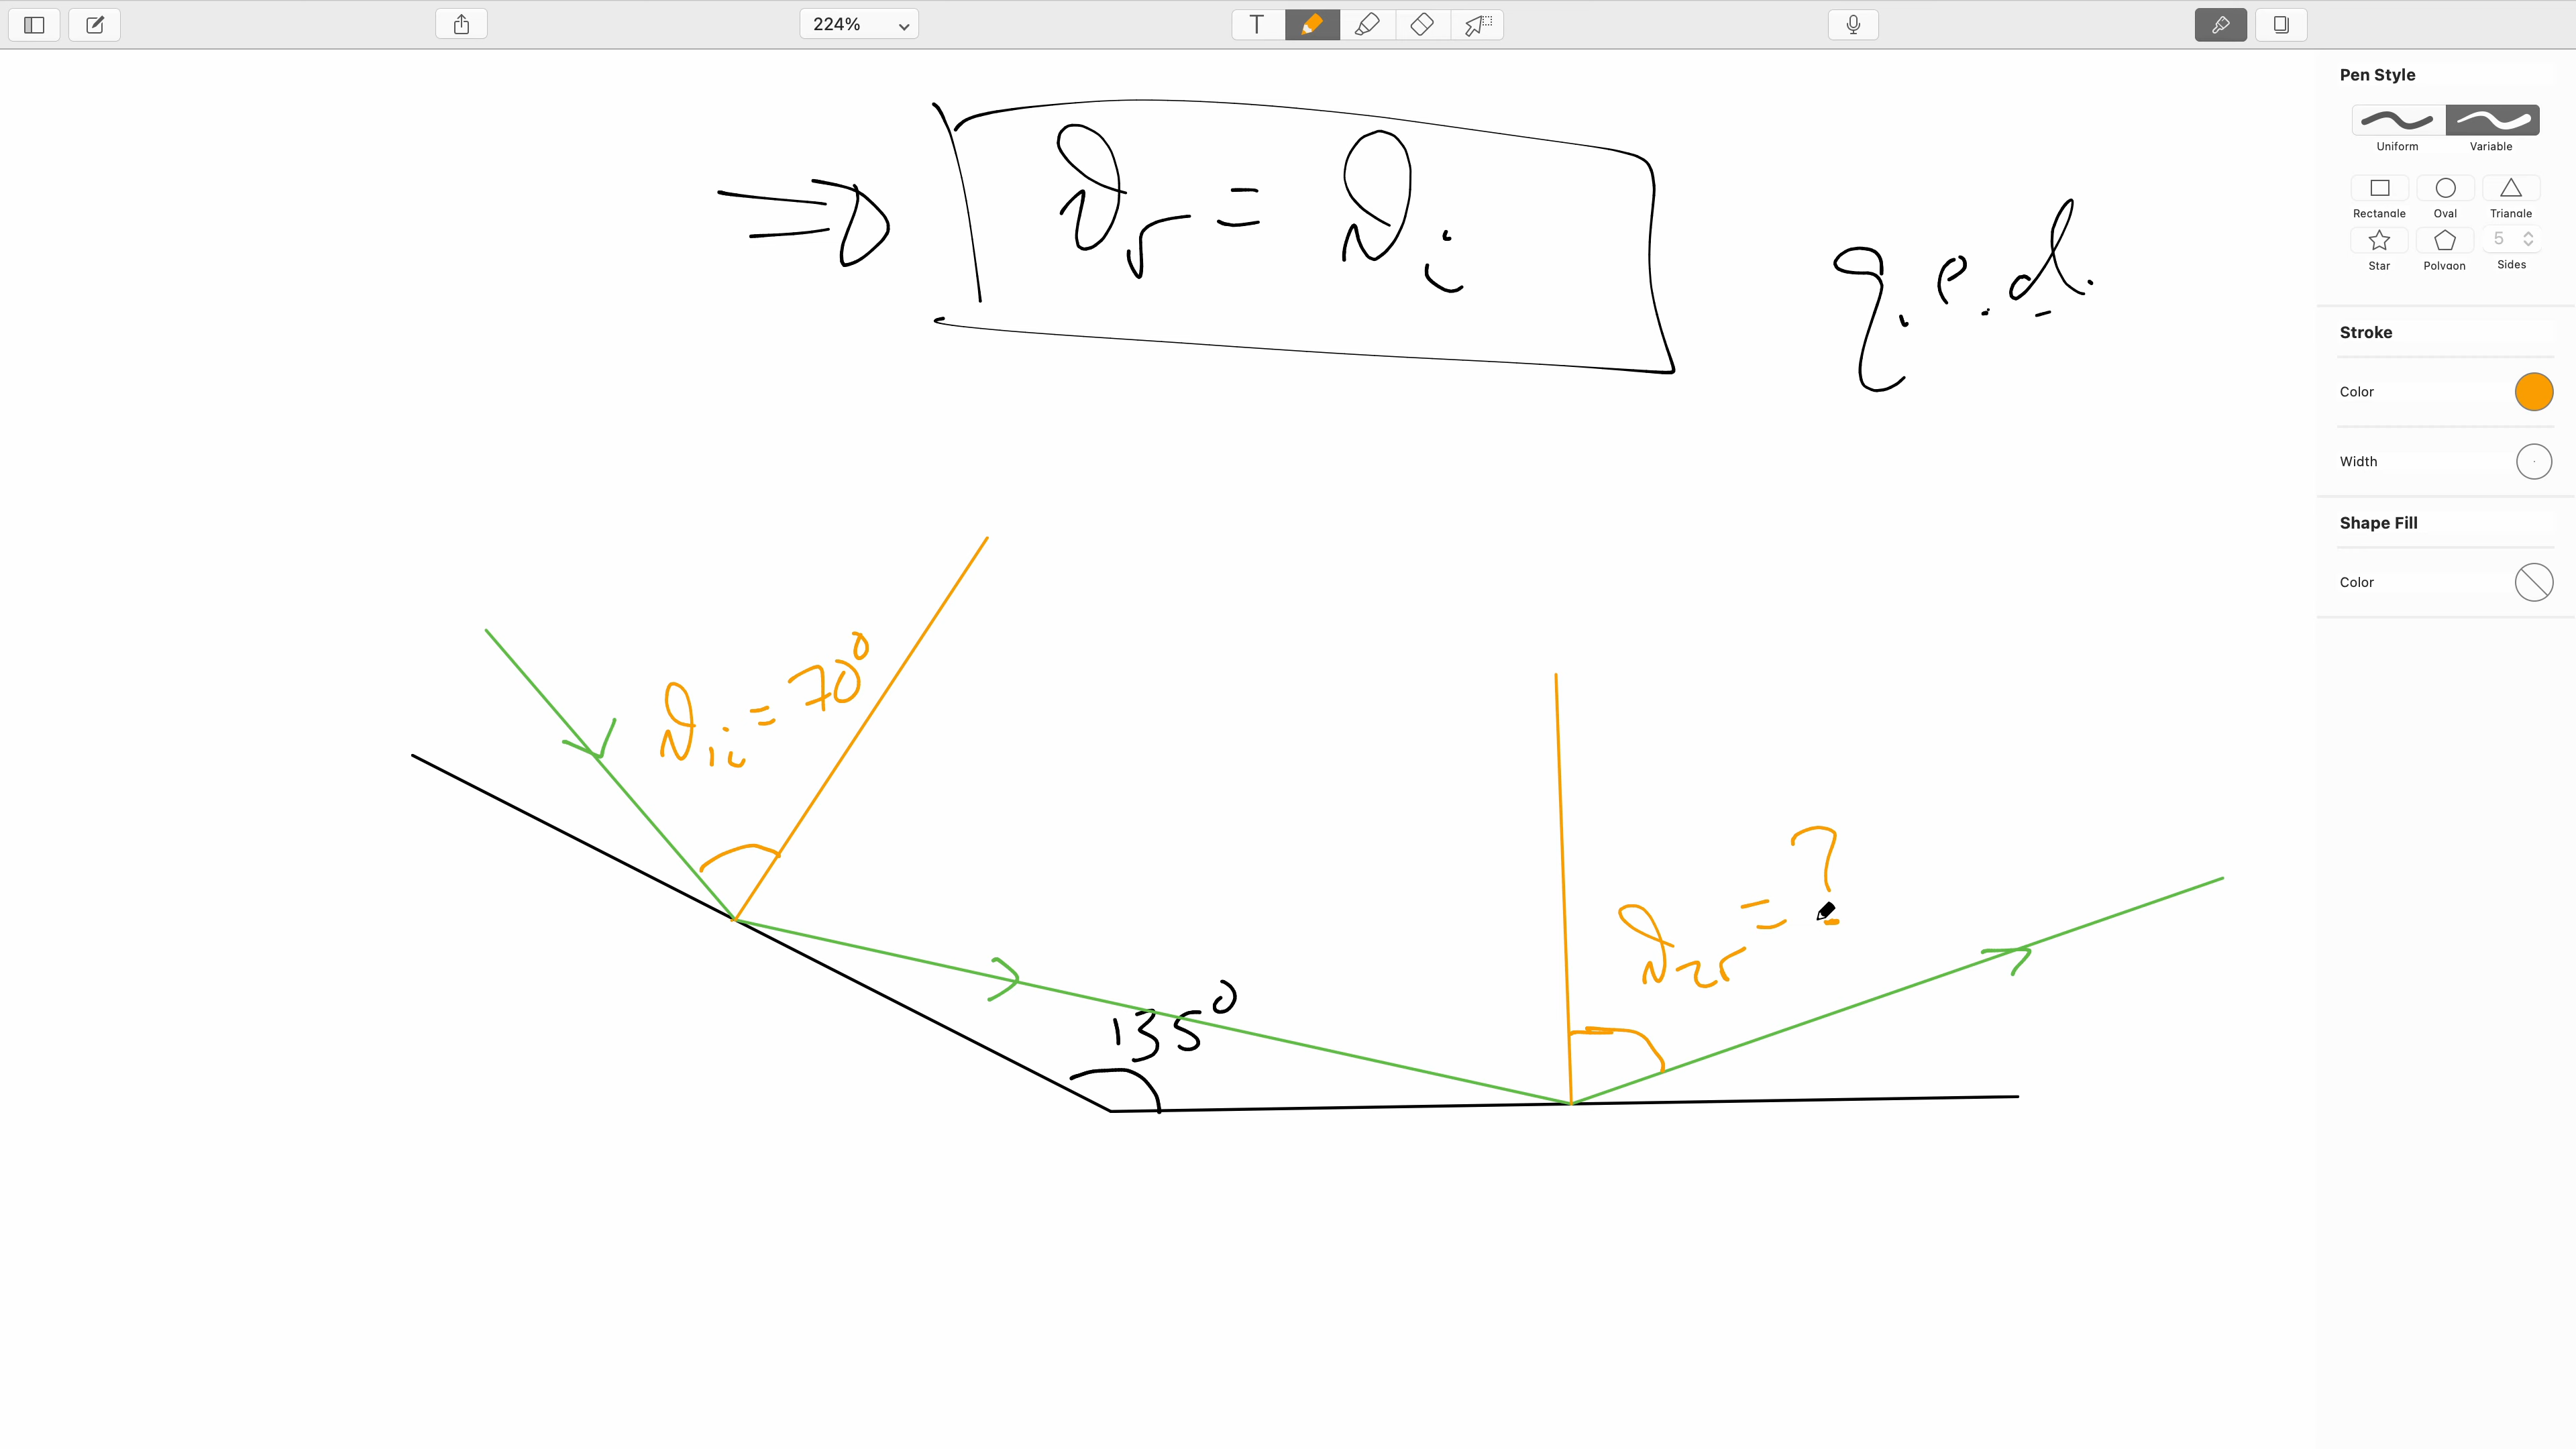 224%
T
Pen Style
Uniform Variable
Rectangle Oval Triangle
5
Star Polygon Sides
Stroke
Color
Width
Shape Fill
Color
⇒ ϑr = ϑi
q.e.d.
ϑ1i = 70°
ϑ2r = ?
135°